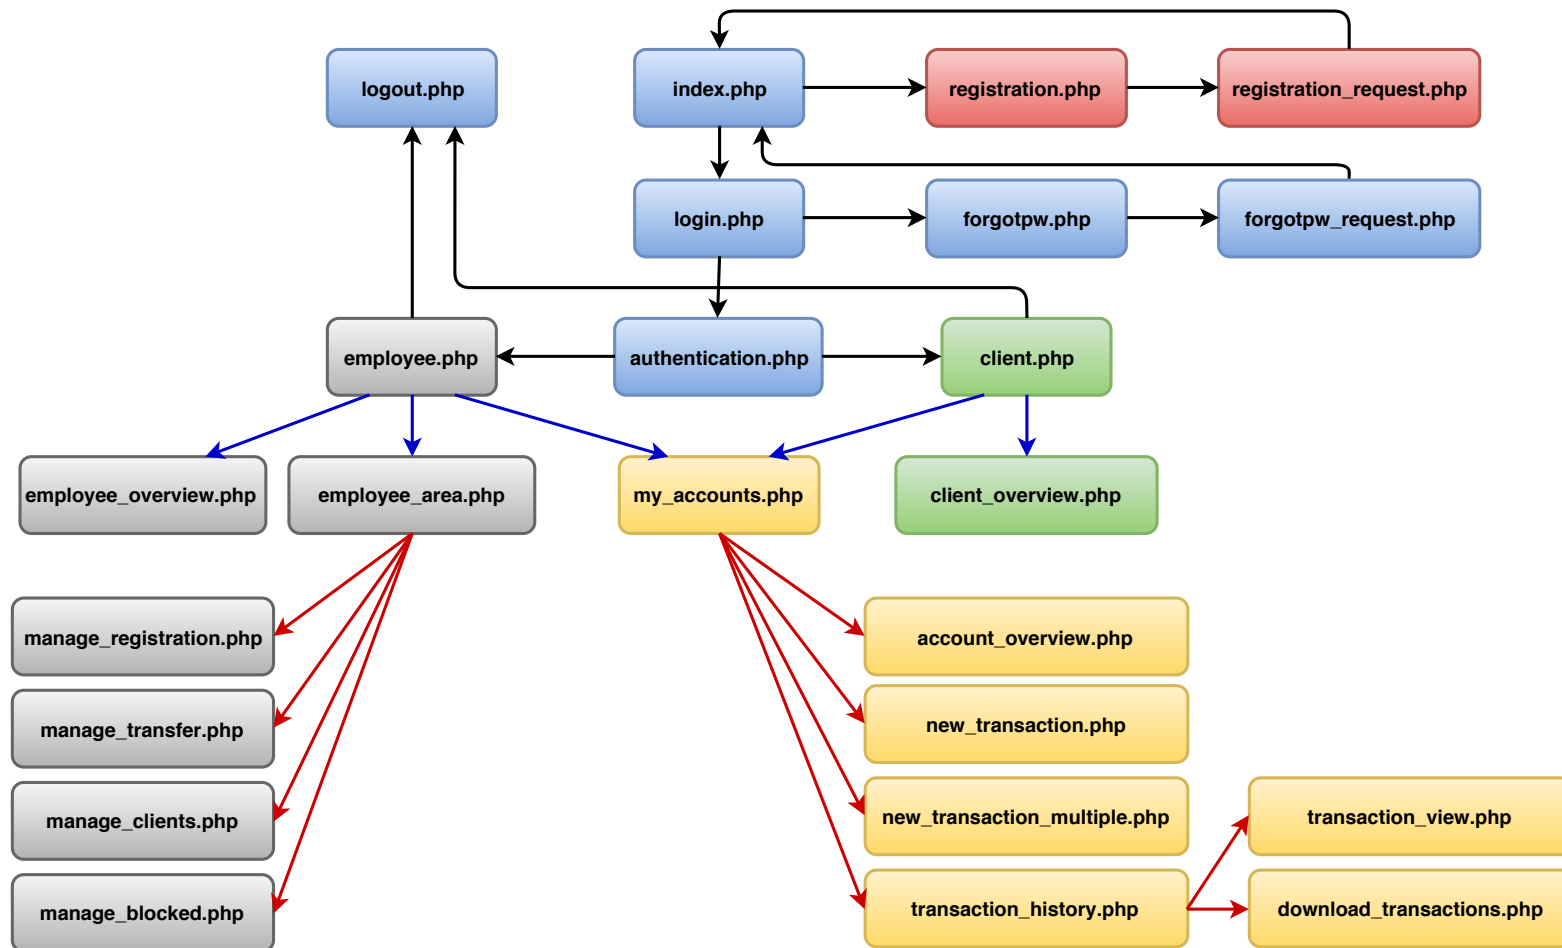 logout.php
index.php
registration.php
registration_request.php
login.php
forgotpw.php
forgotpw_request.php
employee.php
authentication.php
client.php
employee_overview.php
employee_area.php
my_accounts.php
client_overview.php
manage_registration.php
account_overview.php
manage_transfer.php
new_transaction.php
manage_clients.php
new_transaction_multiple.php
transaction_view.php
manage_blocked.php
transaction_history.php
download_transactions.php